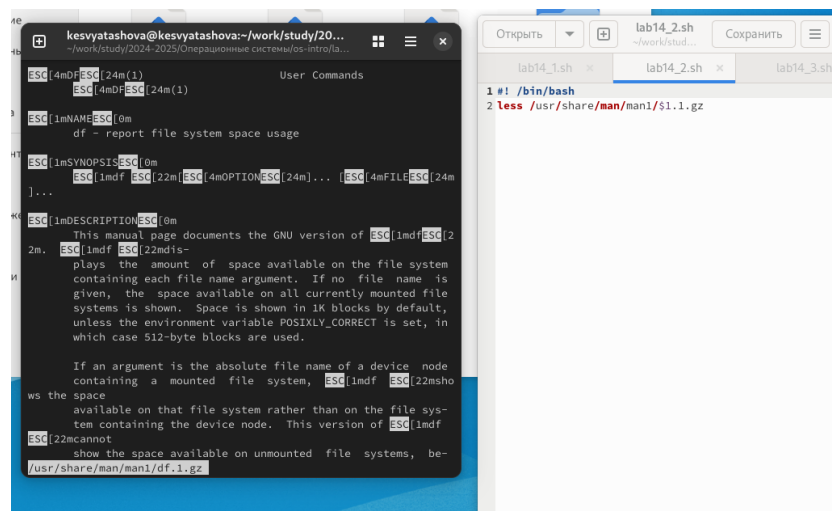 kesvyatashova@kesvyatashova:~/work/study/20...
~/work/study/2024-2025/Операционные системы/os-intro/la...
ESC[4mDFESC[24m(1) User Commands
ESC[4mDFESC[24m(1)
ESC[1mNAMEESC[0m
df - report file system space usage
ESC[1mSYNOPSISESC[0m
ESC[1mdf ESC[22m[ESC[4mOPTIONESC[24m]... [ESC[4mFILEESC[24m
]...
ESC[1mDESCRIPTIONESC[0m
This manual page documents the GNU version of ESC[1mdfESC[2
2m. ESC[1mdf ESC[22mdis-
plays the amount of space available on the file system
containing each file name argument. If no file name is
given, the space available on all currently mounted file
systems is shown. Space is shown in 1K blocks by default,
unless the environment variable POSIXLY_CORRECT is set, in
which case 512-byte blocks are used.
If an argument is the absolute file name of a device node
containing a mounted file system, ESC[1mdf ESC[22msho
ws the space
available on that file system rather than on the file sys-
tem containing the device node. This version of ESC[1mdf
ESC[22mcannot
show the space available on unmounted file systems, be-
/usr/share/man/man1/df.1.gz
Открыть
lab14_2.sh
~/work/stud...
Сохранить
lab14_1.sh ×
lab14_2.sh ×
lab14_3.sh
1 #! /bin/bash
2 less /usr/share/man/man1/$1.1.gz